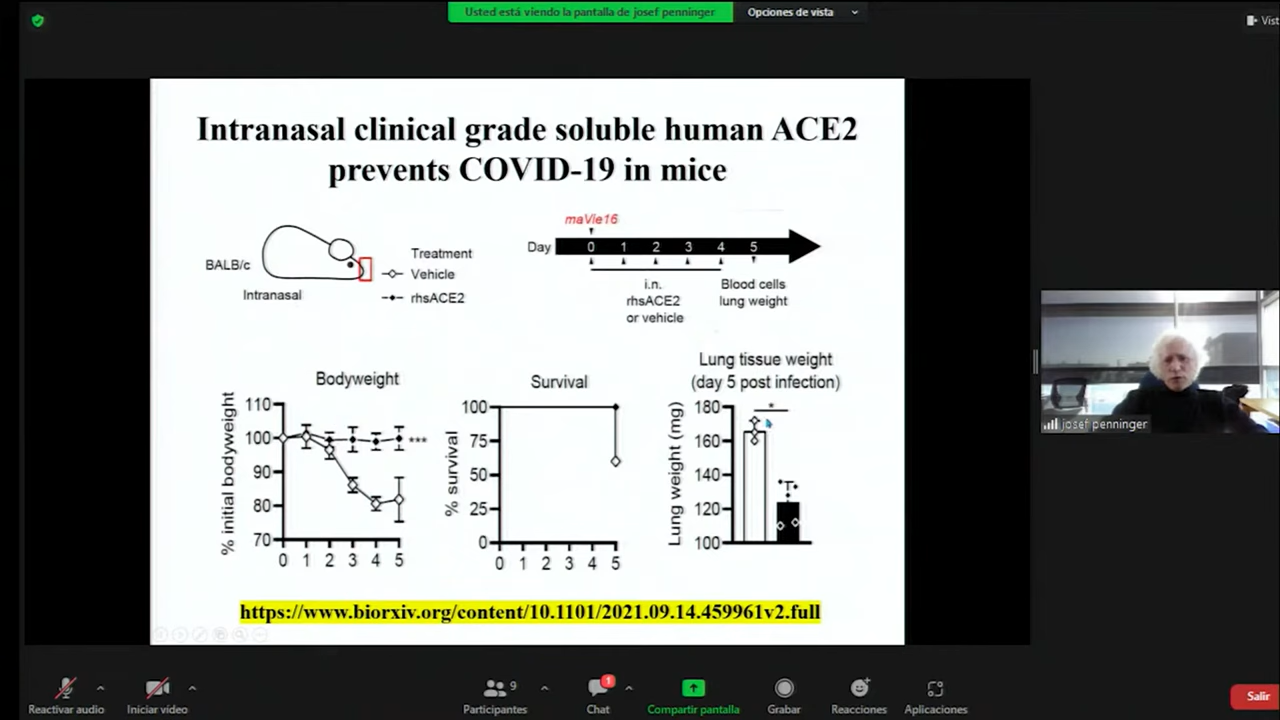 Usted está viendo la pantalla de josef penninger
Opciones de vista
Vist
Intranasal clinical grade soluble human ACE2
prevents COVID-19 in mice
BALB/c
Intranasal
Treatment
Vehicle
rhsACE2
maVie16
Day 0 1 2 3 4 5
i.n.
rhsACE2
or vehicle
Blood cells
lung weight
Bodyweight
% initial bodyweight
110
100
90
80
70
0 1 2 3 4 5
***
Survival
% survival
100
75
50
25
0
0 1 2 3 4 5
Lung tissue weight
(day 5 post infection)
Lung weight (mg)
180
160
140
120
100
*
https://www.biorxiv.org/content/10.1101/2021.09.14.459961v2.full
josef penninger
Reactivar audio
Iniciar video
9
Participantes
1
Chat
Compartir pantalla
Grabar
Reacciones
Aplicaciones
Salir